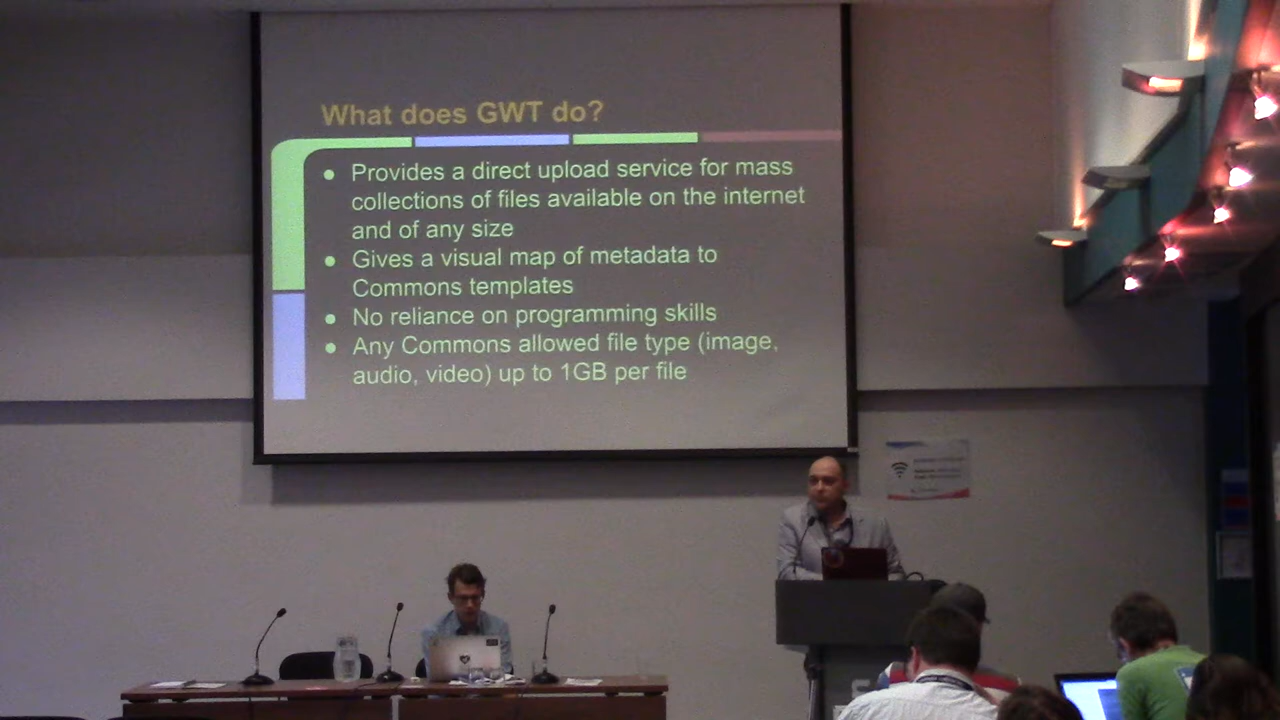 What does GWT do?
● Provides a direct upload service for mass
collections of files available on the internet
and of any size
● Gives a visual map of metadata to
Commons templates
● No reliance on programming skills
● Any Commons allowed file type (image,
audio, video) up to 1GB per file